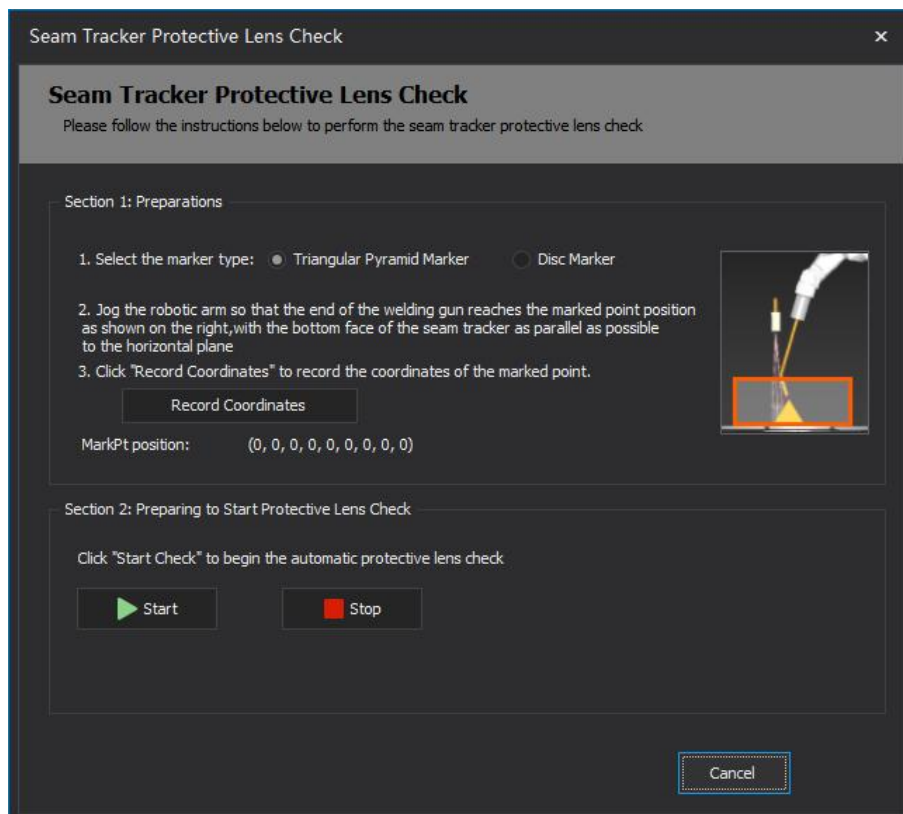 Seam Tracker Protective Lens Check
Seam Tracker Protective Lens Check
Please follow the instructions below to perform the seam tracker protective lens check
Section 1: Preparations
1. Select the marker type: Triangular Pyramid Marker Disc Marker
2. Jog the robotic arm so that the end of the welding gun reaches the marked point position
as shown on the right,with the bottom face of the seam tracker as parallel as possible
to the horizontal plane
3. Click "Record Coordinates" to record the coordinates of the marked point.
Record Coordinates
MarkPt position: (0, 0, 0, 0, 0, 0, 0, 0, 0)
Section 2: Preparing to Start Protective Lens Check
Click "Start Check" to begin the automatic protective lens check
Start Stop
Cancel